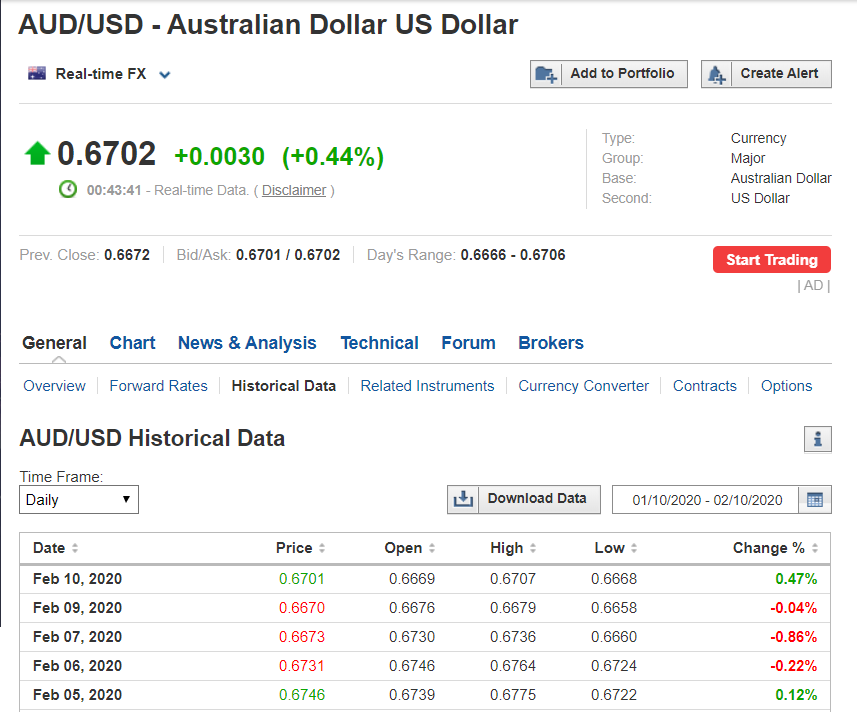 AUD/USD - Australian Dollar US Dollar
Real-time FX
Add to Portfolio
Create Alert
0.6702 +0.0030 (+0.44%)
00:43:41 - Real-time Data. ( Disclaimer )
Type: Currency
Group: Major
Base: Australian Dollar
Second: US Dollar
Prev. Close: 0.6672 Bid/Ask: 0.6701 / 0.6702 Day's Range: 0.6666 - 0.6706
Start Trading
| AD |
General Chart News & Analysis Technical Forum Brokers
Overview Forward Rates Historical Data Related Instruments Currency Converter Contracts Options
AUD/USD Historical Data
Time Frame:
Daily
Download Data
01/10/2020 - 02/10/2020
Date Price Open High Low Change %
Feb 10, 2020 0.6701 0.6669 0.6707 0.6668 0.47%
Feb 09, 2020 0.6670 0.6676 0.6679 0.6658 -0.04%
Feb 07, 2020 0.6673 0.6730 0.6736 0.6660 -0.86%
Feb 06, 2020 0.6731 0.6746 0.6764 0.6724 -0.22%
Feb 05, 2020 0.6746 0.6739 0.6775 0.6722 0.12%